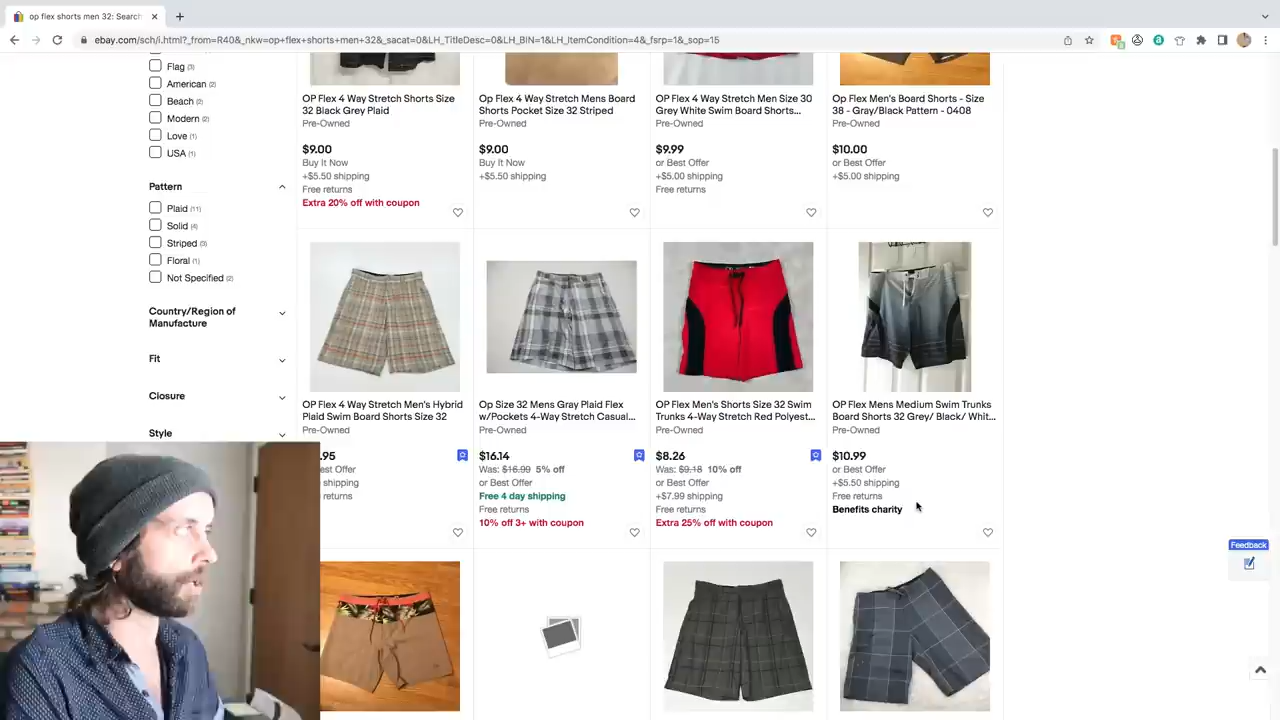 op flex shorts men 32: Search
ebay.com/sch/i.html?_from=R40&_nkw=op+flex+shorts+men+32&_sacat=0&LH_TitleDesc=0&LH_BIN=1&LH_ItemCondition=4&_fsrp=1&_sop=15
Flag (3)
American (2)
Beach (2)
Modern (2)
Love (1)
USA (1)
Pattern
Plaid (11)
Solid (4)
Striped (3)
Floral (1)
Not Specified (2)
Country/Region of
Manufacture
Fit
Closure
Style
OP Flex 4 Way Stretch Shorts Size
32 Black Grey Plaid
Pre-Owned
$9.00
Buy It Now
+$5.50 shipping
Free returns
Extra 20% off with coupon
Op Flex 4 Way Stretch Mens Board
Shorts Pocket Size 32 Striped
Pre-Owned
$9.00
Buy It Now
+$5.50 shipping
OP Flex 4 Way Stretch Men Size 30
Grey White Swim Board Shorts...
Pre-Owned
$9.99
or Best Offer
+$5.00 shipping
Free returns
Op Flex Men's Board Shorts - Size
38 - Gray/Black Pattern - 0408
Pre-Owned
$10.00
or Best Offer
+$5.00 shipping
OP Flex 4 Way Stretch Men's Hybrid
Plaid Swim Board Shorts Size 32
Pre-Owned
.95
est Offer
shipping
returns
Op Size 32 Mens Gray Plaid Flex
w/Pockets 4-Way Stretch Casual...
Pre-Owned
$16.14
Was: $16.99 5% off
or Best Offer
Free 4 day shipping
Free returns
10% off 3+ with coupon
OP Flex Men's Shorts Size 32 Swim
Trunks 4-Way Stretch Red Polyest...
Pre-Owned
$8.26
Was: $9.18 10% off
or Best Offer
+$7.99 shipping
Free returns
Extra 25% off with coupon
OP Flex Mens Medium Swim Trunks
Board Shorts 32 Grey/ Black/ Whit...
Pre-Owned
$10.99
or Best Offer
+$5.50 shipping
Free returns
Benefits charity
Feedback